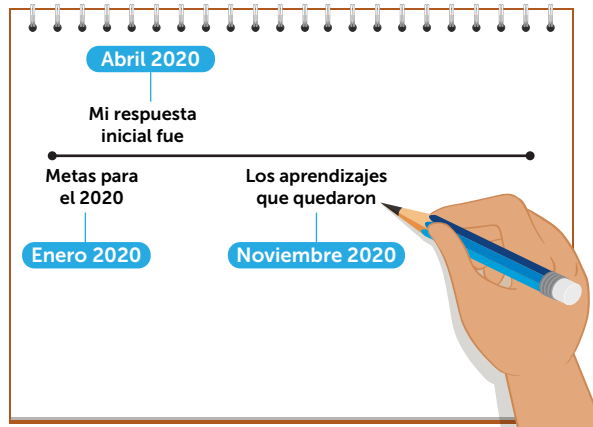 Abril 2020
Mi respuesta
inicial fue
Metas para
el 2020
Enero 2020
Los aprendizajes
que quedaron
Noviembre 2020